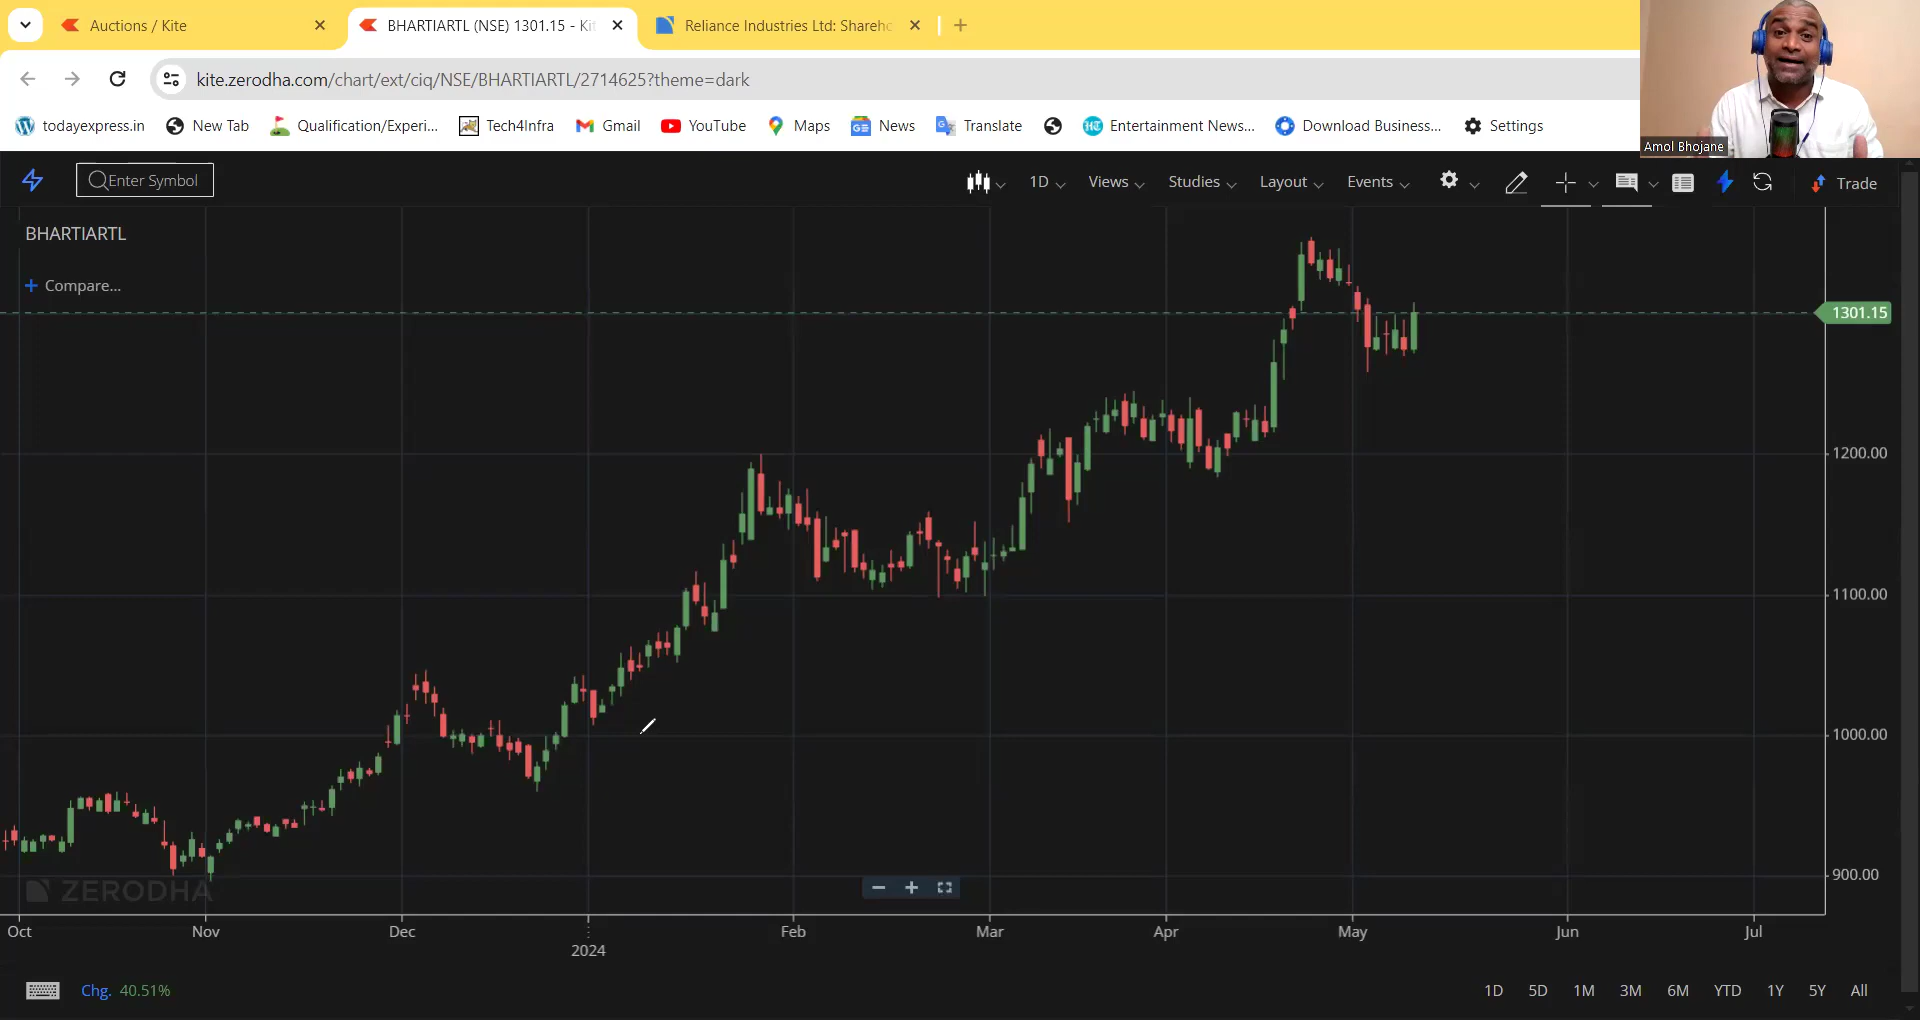 Auctions / Kite
BHARTIARTL (NSE) 1301.15 - Kit
Reliance Industries Ltd: Shareho
kite.zerodha.com/chart/ext/ciq/NSE/BHARTIARTL/2714625?theme=dark
todayexpress.in
New Tab
Qualification/Experi...
Tech4Infra
Gmail
YouTube
Maps
News
Translate
HT
Entertainment News...
Download Business...
Settings
Amol Bhojane
Enter Symbol
1D
Views
Studies
Layout
Events
Trade
BHARTIARTL
+ Compare...
1301.15
1200.00
1100.00
1000.00
900.00
ZERODHA
Oct
Nov
Dec
2024
Feb
Mar
Apr
May
Jun
Jul
Chg. 40.51%
1D
5D
1M
3M
6M
YTD
1Y
5Y
All